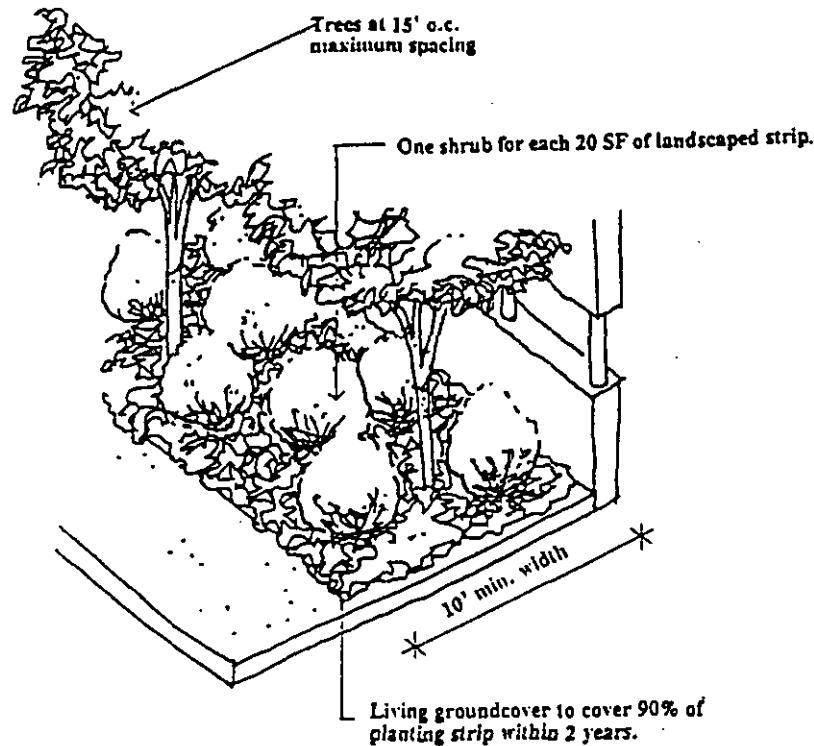 Trees at 15' o.c.
maximum spacing
One shrub for each 20 SF of landscaped strip.
10' min. width
Living groundcover to cover 90% of
planting strip within 2 years.